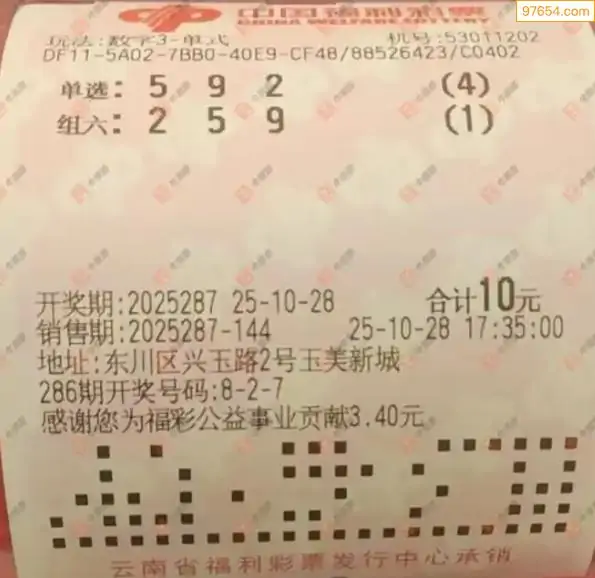 97654.com
中国福利彩票
CHINA WELFARE LOTTERY
玩法:数字3-单式 机号:53011202
DF11-5A02-7BB0-40E9-CF48/88526423/C0402
单选: 5 9 2 (4)
组六: 2 5 9 (1)
开奖期:2025287 25-10-28 合计10元
销售期:2025287-144 25-10-28 17:35:00
地址:东川区兴玉路2号玉美新城
286期开奖号码:8-2-7
感谢您为福彩公益事业贡献3.40元
云南省福利彩票发行中心承销